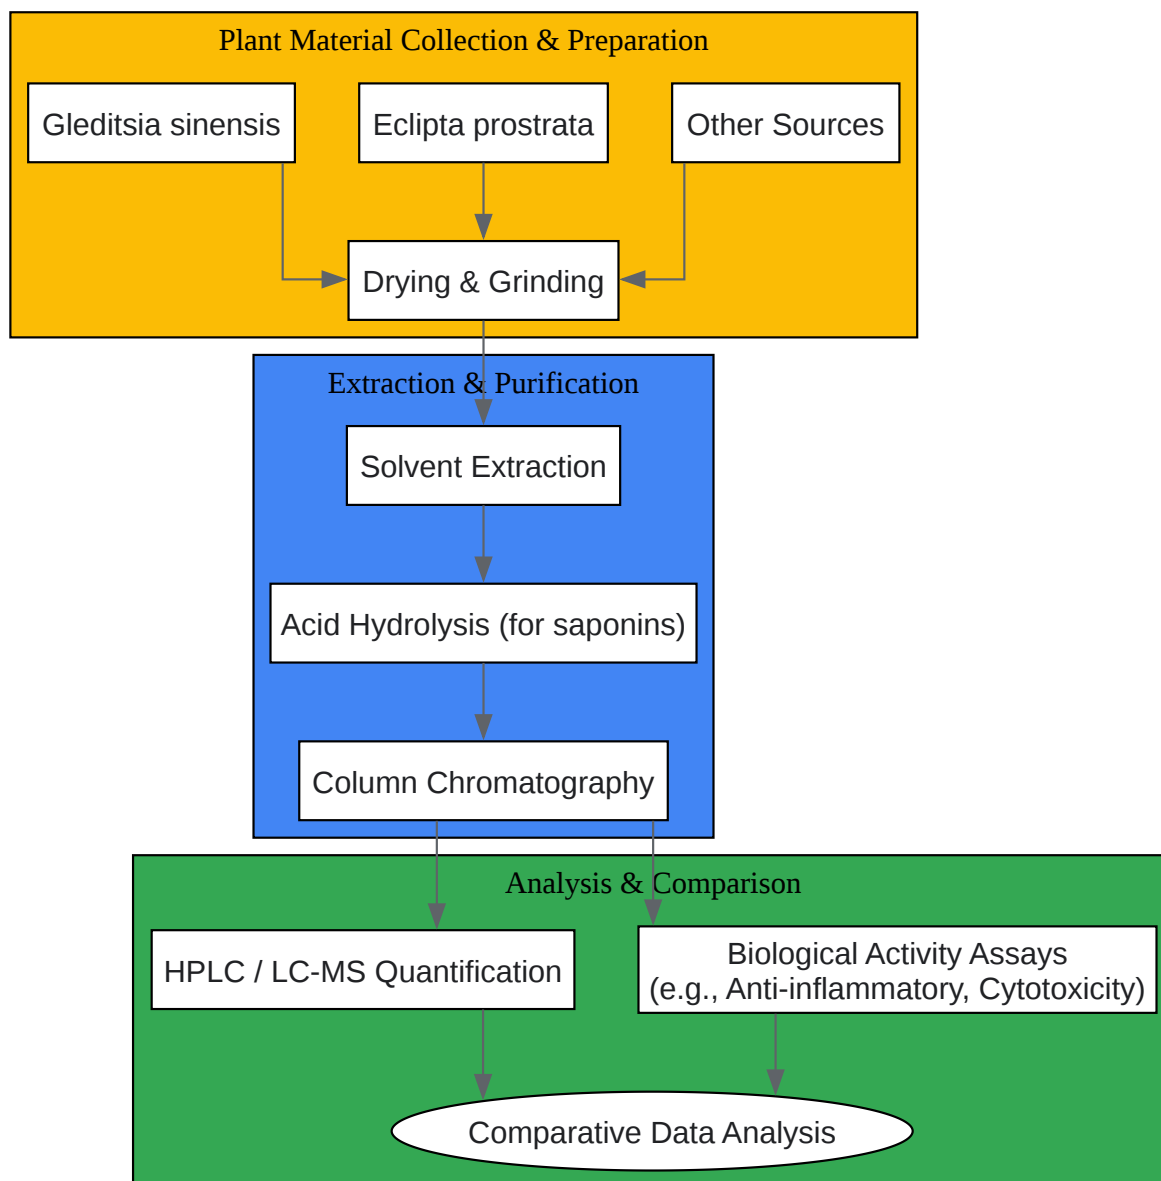 Plant Material Collection & Preparation
Gleditsia sinensis
Eclipta prostrata
Other Sources
Drying & Grinding
Extraction & Purification
Solvent Extraction
Acid Hydrolysis (for saponins)
Column Chromatography
Analysis & Comparison
HPLC / LC-MS Quantification
Biological Activity Assays
(e.g., Anti-inflammatory, Cytotoxicity)
Comparative Data Analysis